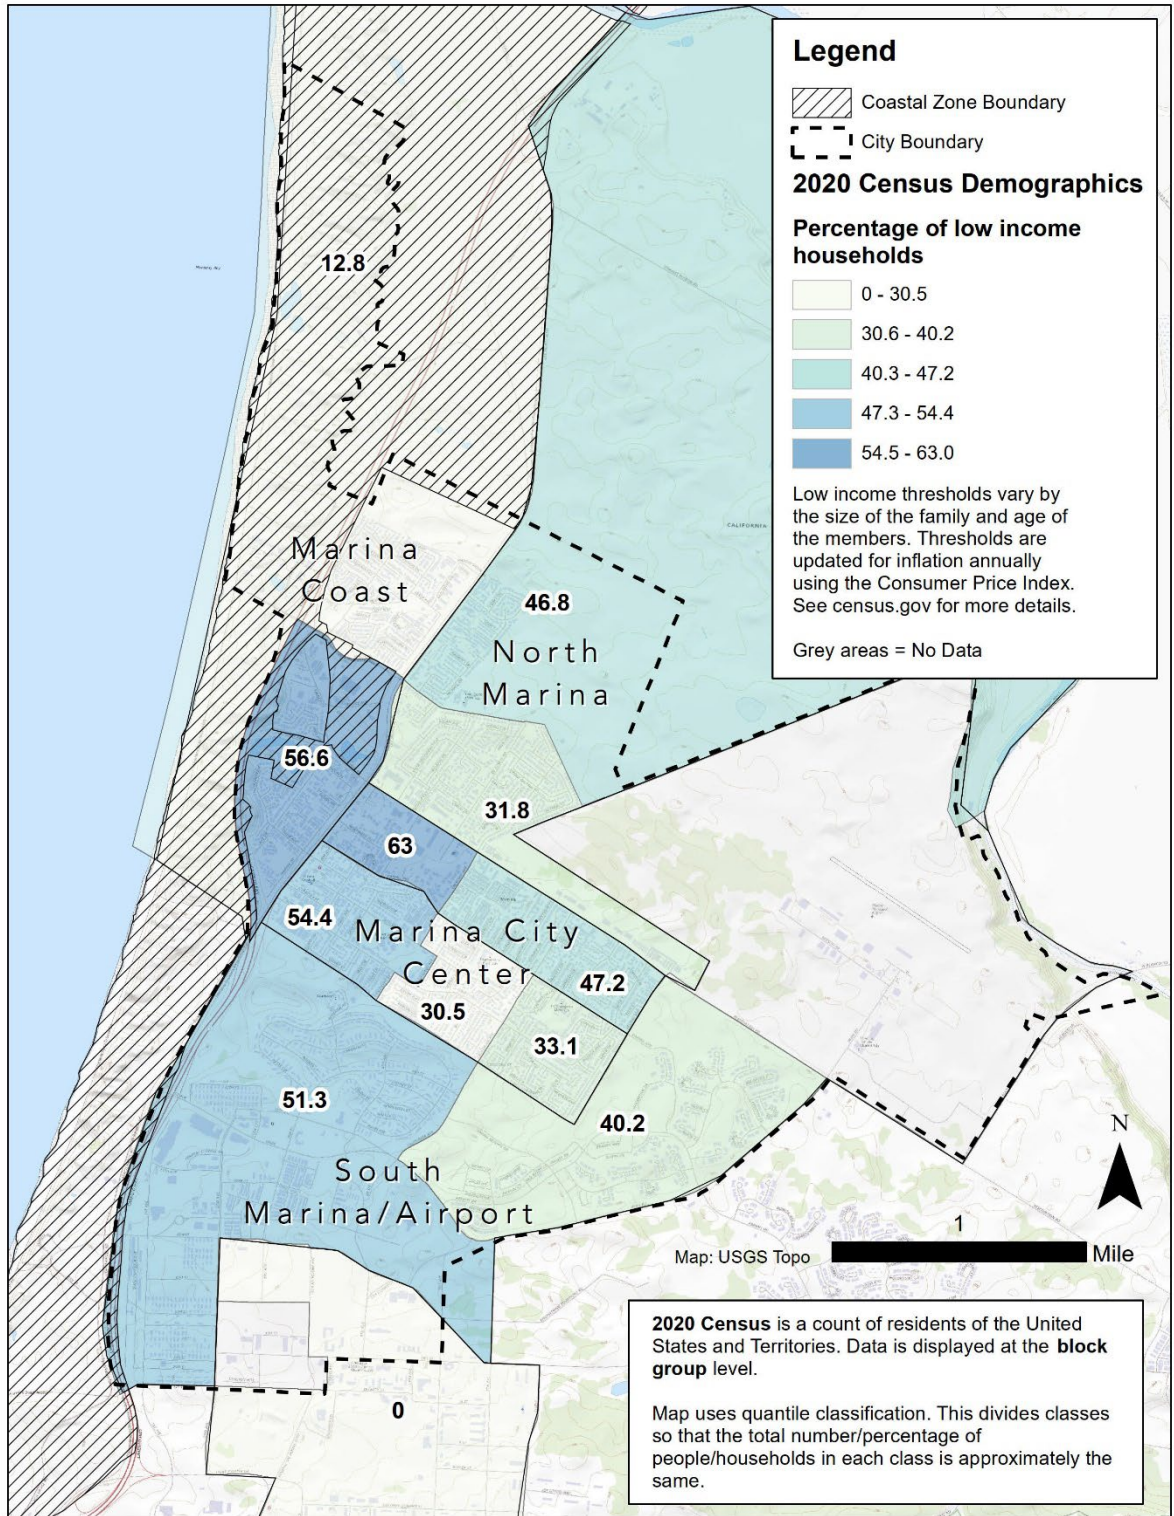 Legend
Coastal Zone Boundary
City Boundary
2020 Census Demographics
Percentage of low income
households
0 - 30.5
30.6 - 40.2
40.3 - 47.2
47.3 - 54.4
54.5 - 63.0
Low income thresholds vary by
the size of the family and age of
the members. Thresholds are
updated for inflation annually
using the Consumer Price Index.
See census.gov for more details.
Grey areas = No Data
12.8
CALIFORNIA
Marina
Coast
46.8
North
Marina
56.6
31.8
63
54.4
Marina City
Center
47.2
30.5
33.1
51.3
40.2
South
Marina/Airport
N
1
Map: USGS Topo
Mile
0
2020 Census is a count of residents of the United
States and Territories. Data is displayed at the block
group level.
Map uses quantile classification. This divides classes
so that the total number/percentage of
people/households in each class is approximately the
same.